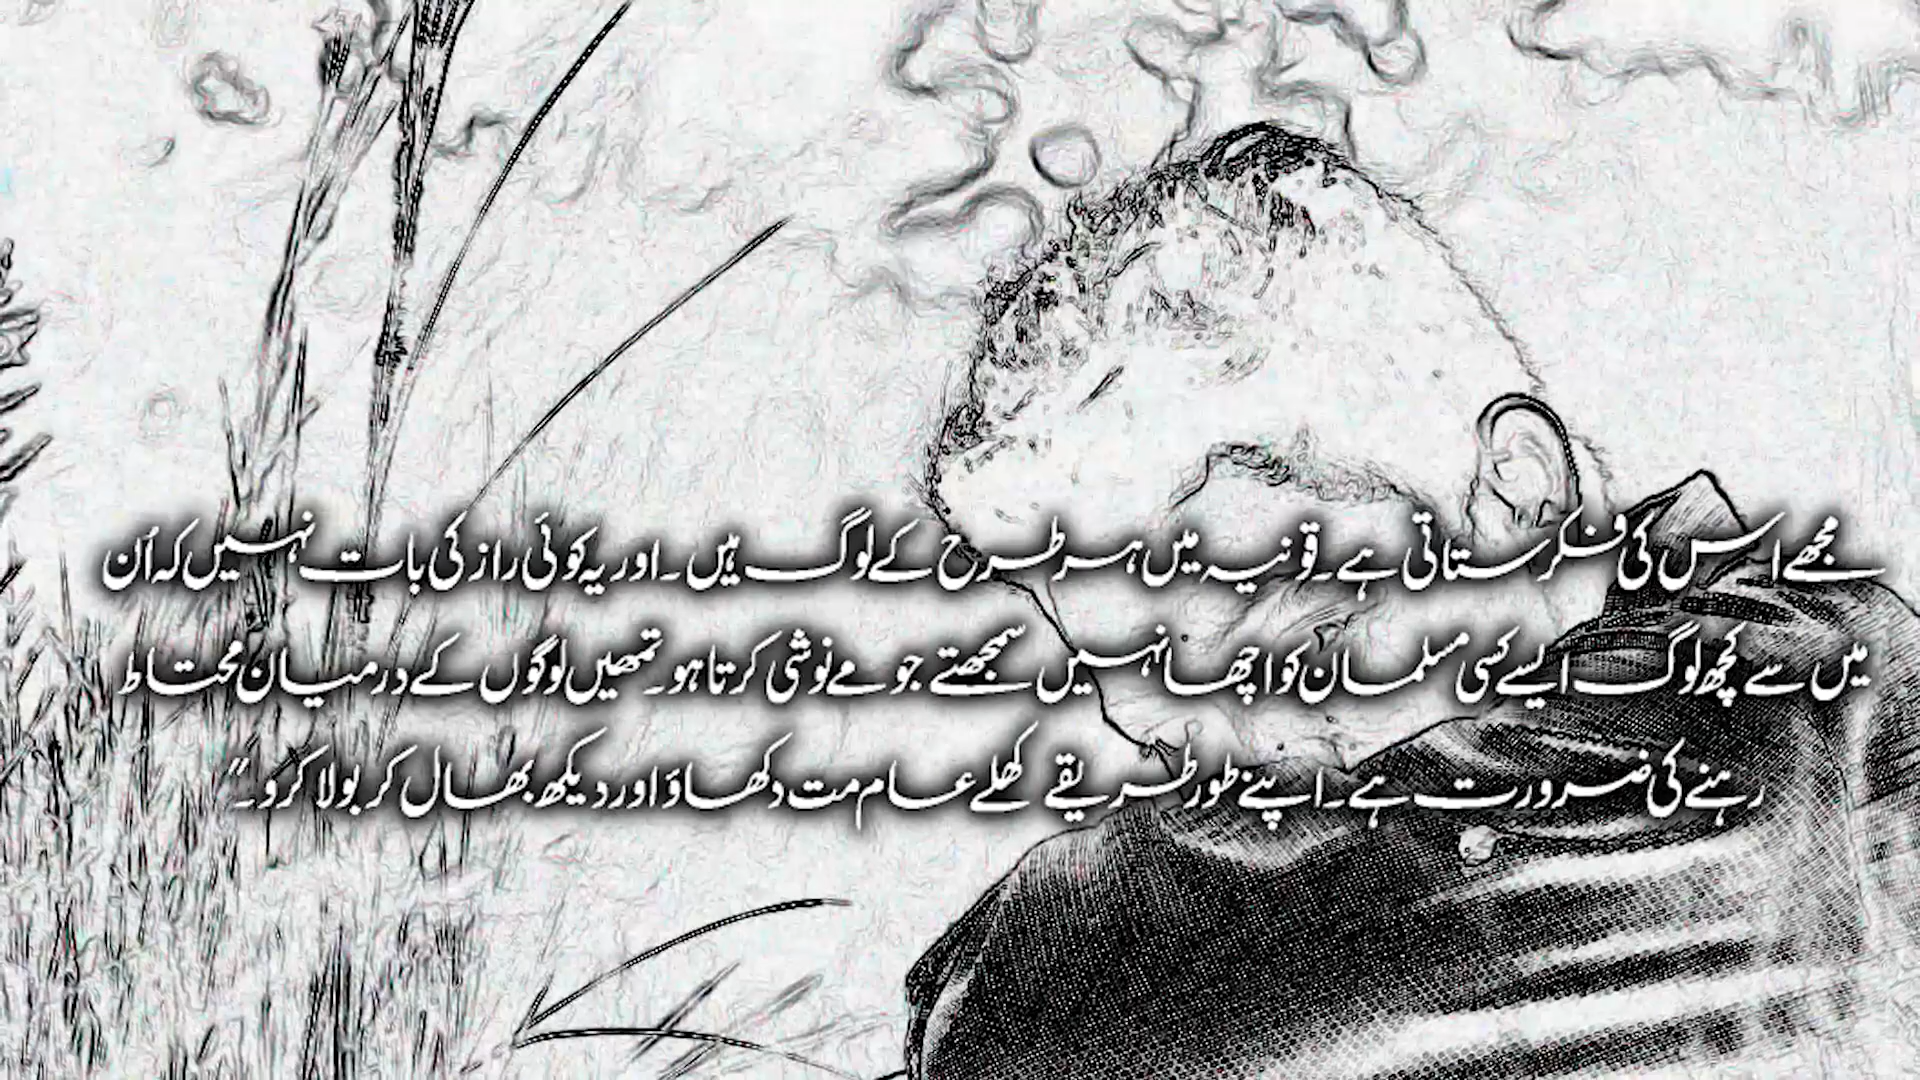 مجھے اس کی فکر ستاتی ہے۔ قونیہ میں ہر طرح کے لوگ ہیں۔ اور یہ کوئی راز کی بات نہیں کہ اُن
میں سے کچھ لوگ ایسے کسی مسلمان کو اچھا نہیں سمجھتے جو مے نوشی کرتا ہو۔ تمھیں لوگوں کے درمیان محتاط
رہنے کی ضرورت ہے۔ اپنے طور طریقے کھلے عام مت دکھاؤ اور دیکھ بھال کر بولا کرو۔"